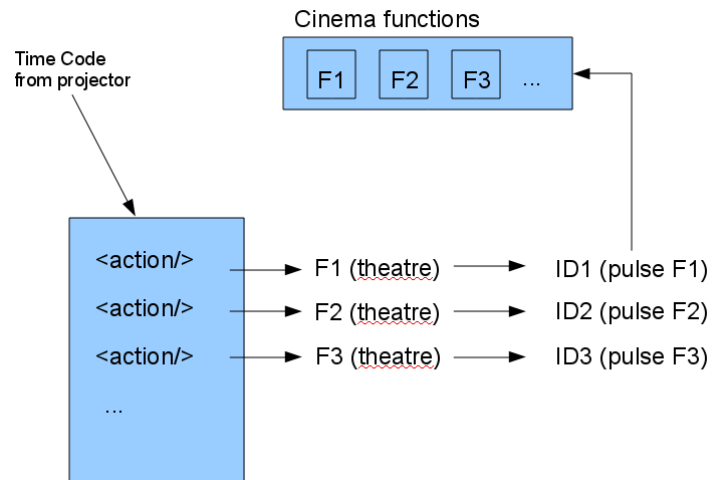 Cinema functions
Time Code
from projector
F1 F2 F3 ...
<action/> F1 (theatre) ID1 (pulse F1)
<action/> F2 (theatre) ID2 (pulse F2)
<action/> F3 (theatre) ID3 (pulse F3)
...